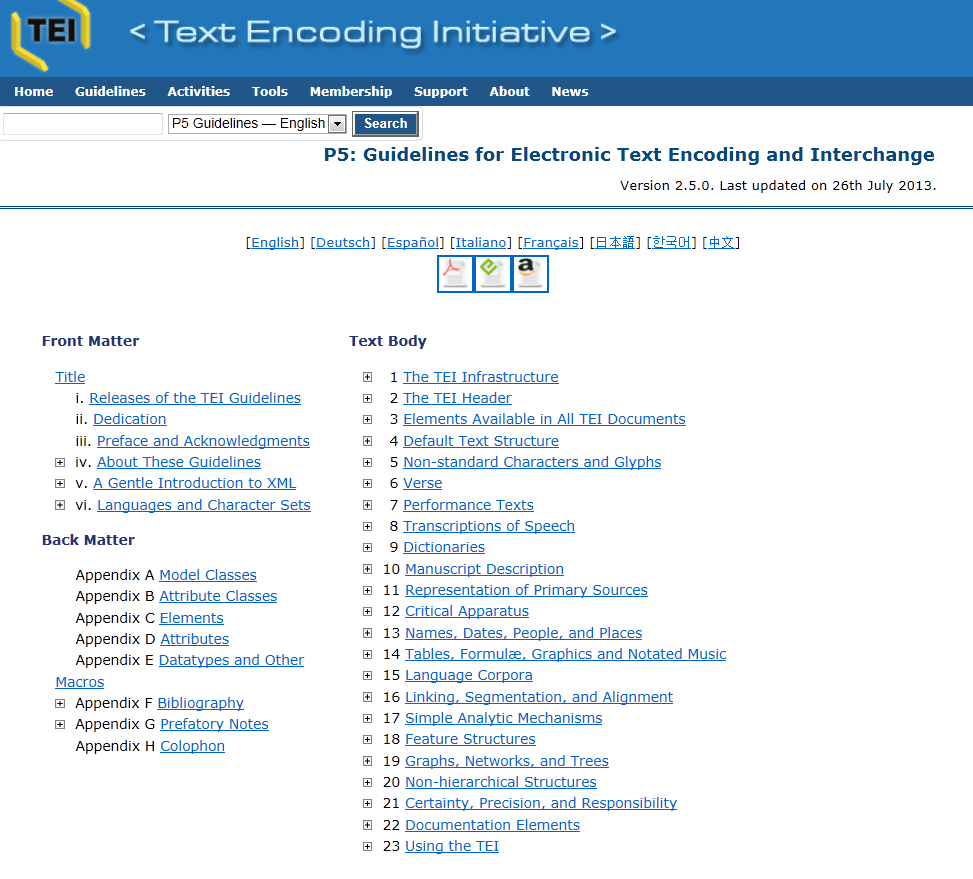 TEI
< Text Encoding Initiative >
Home Guidelines Activities Tools Membership Support About News
P5 Guidelines — English Search
P5: Guidelines for Electronic Text Encoding and Interchange
Version 2.5.0. Last updated on 26th July 2013.
[English] [Deutsch] [Español] [Italiano] [Français] [日本語] [한국어] [中文]
a
Front Matter
Title
i. Releases of the TEI Guidelines
ii. Dedication
iii. Preface and Acknowledgments
iv. About These Guidelines
v. A Gentle Introduction to XML
vi. Languages and Character Sets
Back Matter
Appendix A Model Classes
Appendix B Attribute Classes
Appendix C Elements
Appendix D Attributes
Appendix E Datatypes and Other
Macros
Appendix F Bibliography
Appendix G Prefatory Notes
Appendix H Colophon
Text Body
1 The TEI Infrastructure
2 The TEI Header
3 Elements Available in All TEI Documents
4 Default Text Structure
5 Non-standard Characters and Glyphs
6 Verse
7 Performance Texts
8 Transcriptions of Speech
9 Dictionaries
10 Manuscript Description
11 Representation of Primary Sources
12 Critical Apparatus
13 Names, Dates, People, and Places
14 Tables, Formulæ, Graphics and Notated Music
15 Language Corpora
16 Linking, Segmentation, and Alignment
17 Simple Analytic Mechanisms
18 Feature Structures
19 Graphs, Networks, and Trees
20 Non-hierarchical Structures
21 Certainty, Precision, and Responsibility
22 Documentation Elements
23 Using the TEI